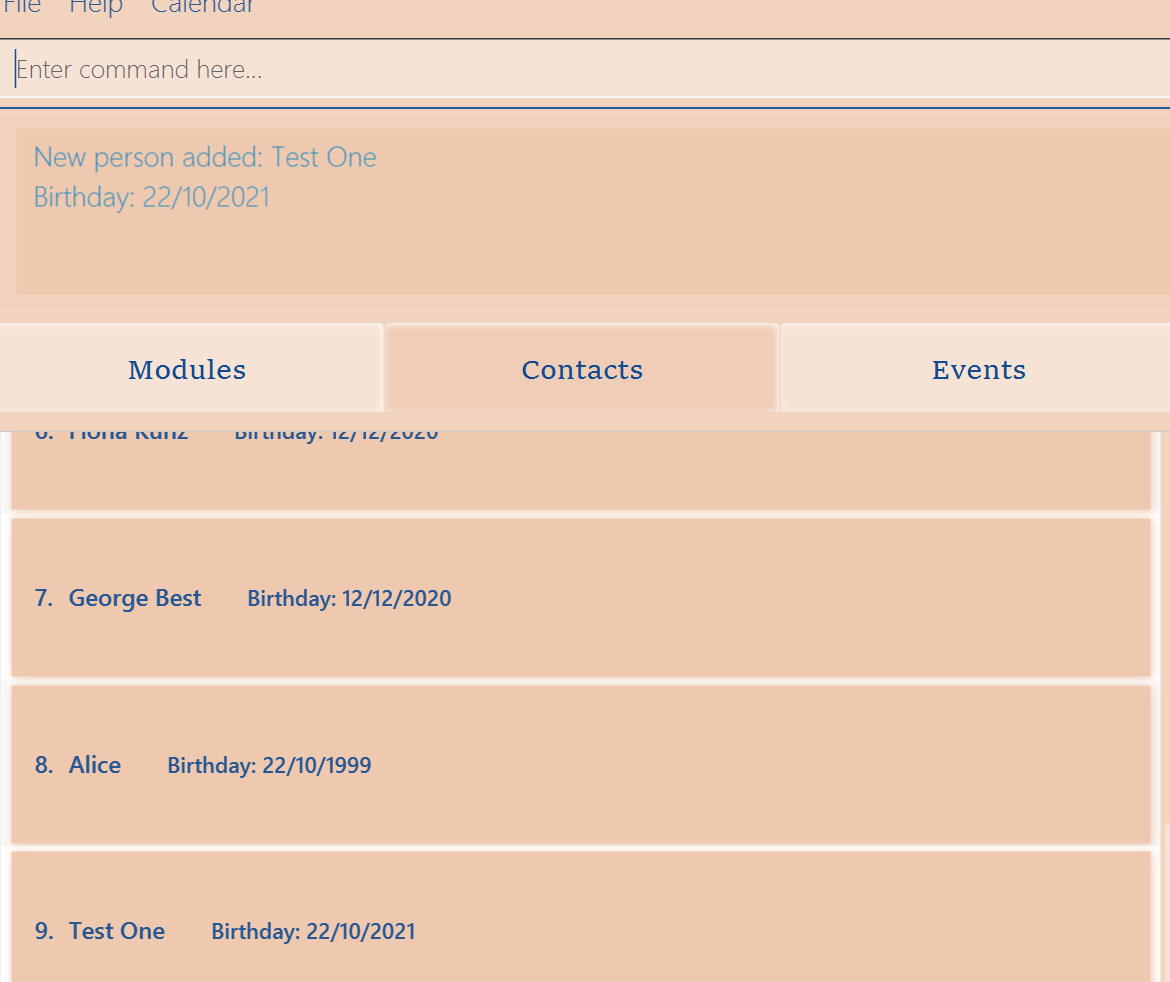 File Help Calendar
Enter command here...
New person added: Test One
Birthday: 22/10/2021
Modules Contacts Events
6. Fiona Kunz Birthday: 12/12/2020
7. George Best Birthday: 12/12/2020
8. Alice Birthday: 22/10/1999
9. Test One Birthday: 22/10/2021